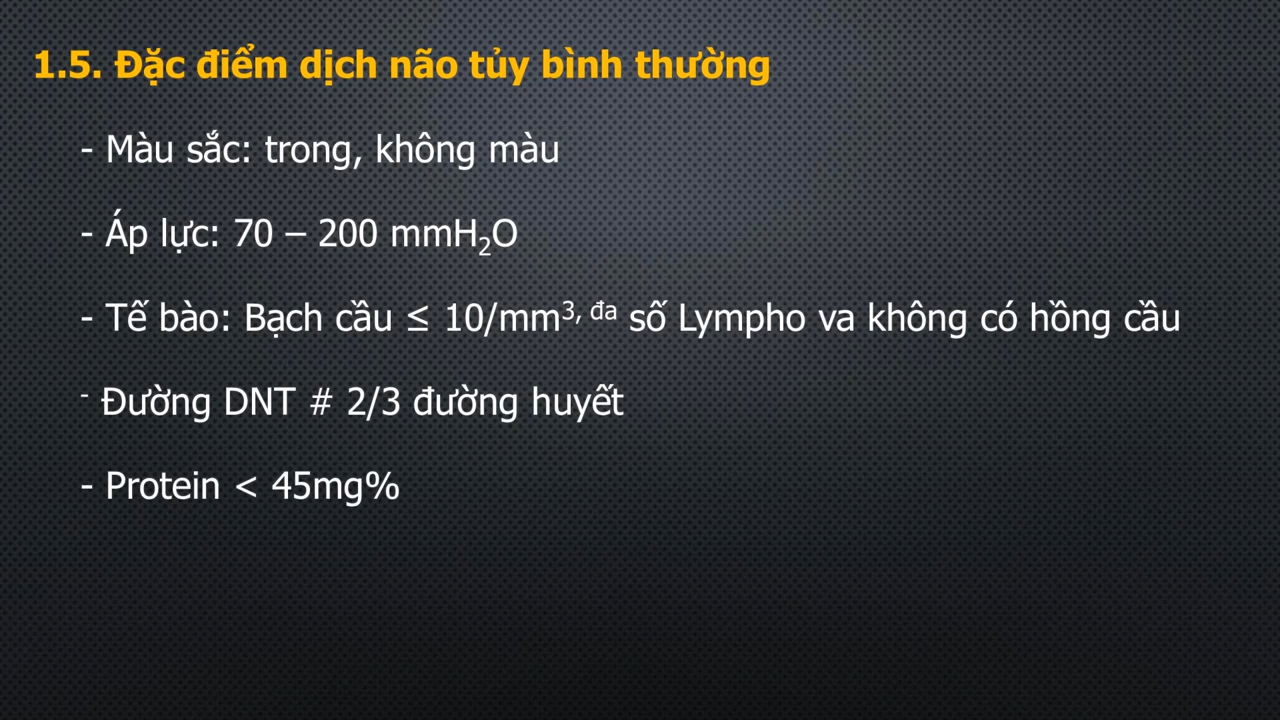 1.5. Đặc điểm dịch não tủy bình thường
- Màu sắc: trong, không màu
- Áp lực: 70 – 200 mmH₂O
- Tế bào: Bạch cầu ≤ 10/mm³, đa số Lympho va không có hồng cầu
- Đường DNT # 2/3 đường huyết
- Protein < 45mg%